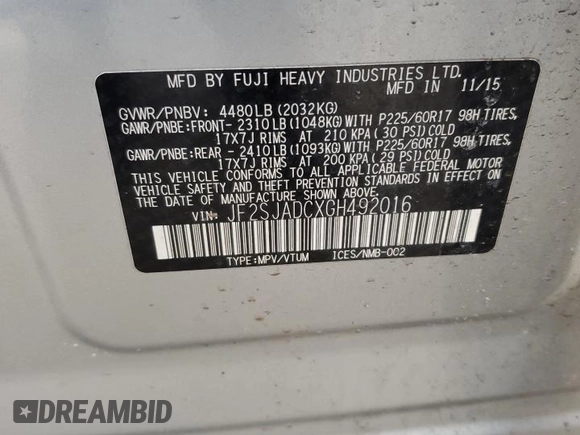 MFD BY FUJI HEAVY INDUSTRIES LTD.
MFD IN 11/15
GVWR/PNBV: 4480LB (2032KG)
GAWR/PNBE:FRONT- 2310LB (1048KG) WITH P225/60R17 98H TIRES,
17X7J RIMS AT 210 KPA ( 30 PSI) COLD
GAWR/PNBE:REAR - 2410LB (1093KG) WITH P225/60R17 98H TIRES,
17X7J RIMS AT 200 KPA ( 29 PSI) COLD
THIS VEHICLE CONFORMS TO ALL APPLICABLE FEDERAL MOTOR
VEHICLE SAFETY AND THEFT PREVENTION STANDARDS IN EFFECT ON
THE DATE OF MANUFACTURE SHOWN ABOVE.
VIN: JF2SJADCXGH492016
TYPE:MPV/VTUM ICES/NMB-002
DREAMBID